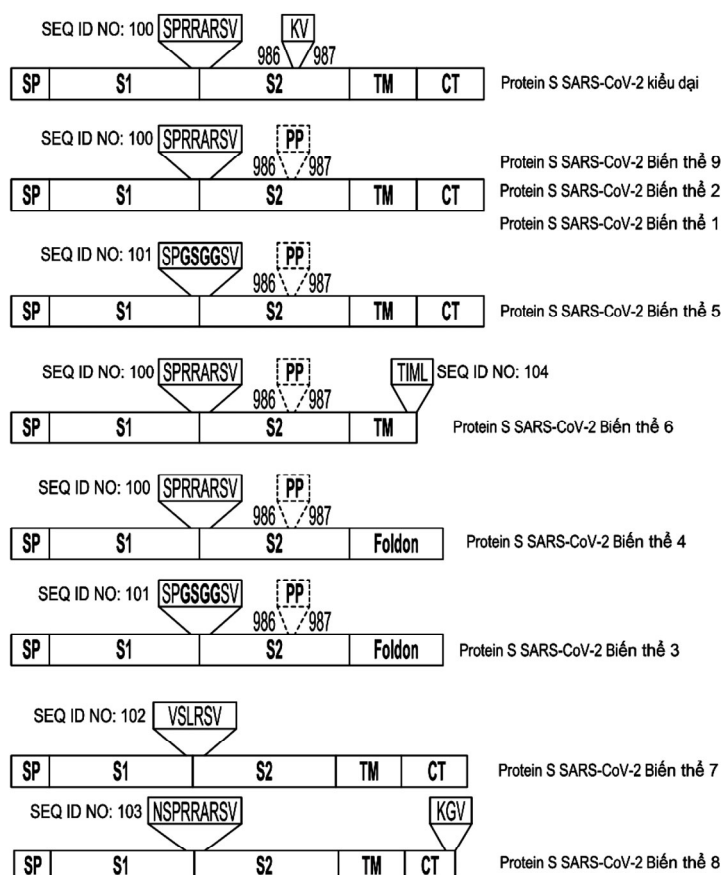 SEQ ID NO: 100 SPRRARSV KV
986 987
SP S1 S2 TM CT Protein S SARS-CoV-2 kiểu dại
SEQ ID NO: 100 SPRRARSV PP
986 987 Protein S SARS-CoV-2 Biến thể 9
SP S1 S2 TM CT Protein S SARS-CoV-2 Biến thể 2
Protein S SARS-CoV-2 Biến thể 1
SEQ ID NO: 101 SPGSGGSV PP
986 987
SP S1 S2 TM CT Protein S SARS-CoV-2 Biến thể 5
SEQ ID NO: 100 SPRRARSV PP TIML SEQ ID NO: 104
986 987
SP S1 S2 TM Protein S SARS-CoV-2 Biến thể 6
SEQ ID NO: 100 SPRRARSV PP
986 987
SP S1 S2 Foldon Protein S SARS-CoV-2 Biến thể 4
SEQ ID NO: 101 SPGSGGSV PP
986 987
SP S1 S2 Foldon Protein S SARS-CoV-2 Biến thể 3
SEQ ID NO: 102 VSLRSV
SP S1 S2 TM CT Protein S SARS-CoV-2 Biến thể 7
SEQ ID NO: 103 NSPRRARSV KGV
SP S1 S2 TM CT Protein S SARS-CoV-2 Biến thể 8